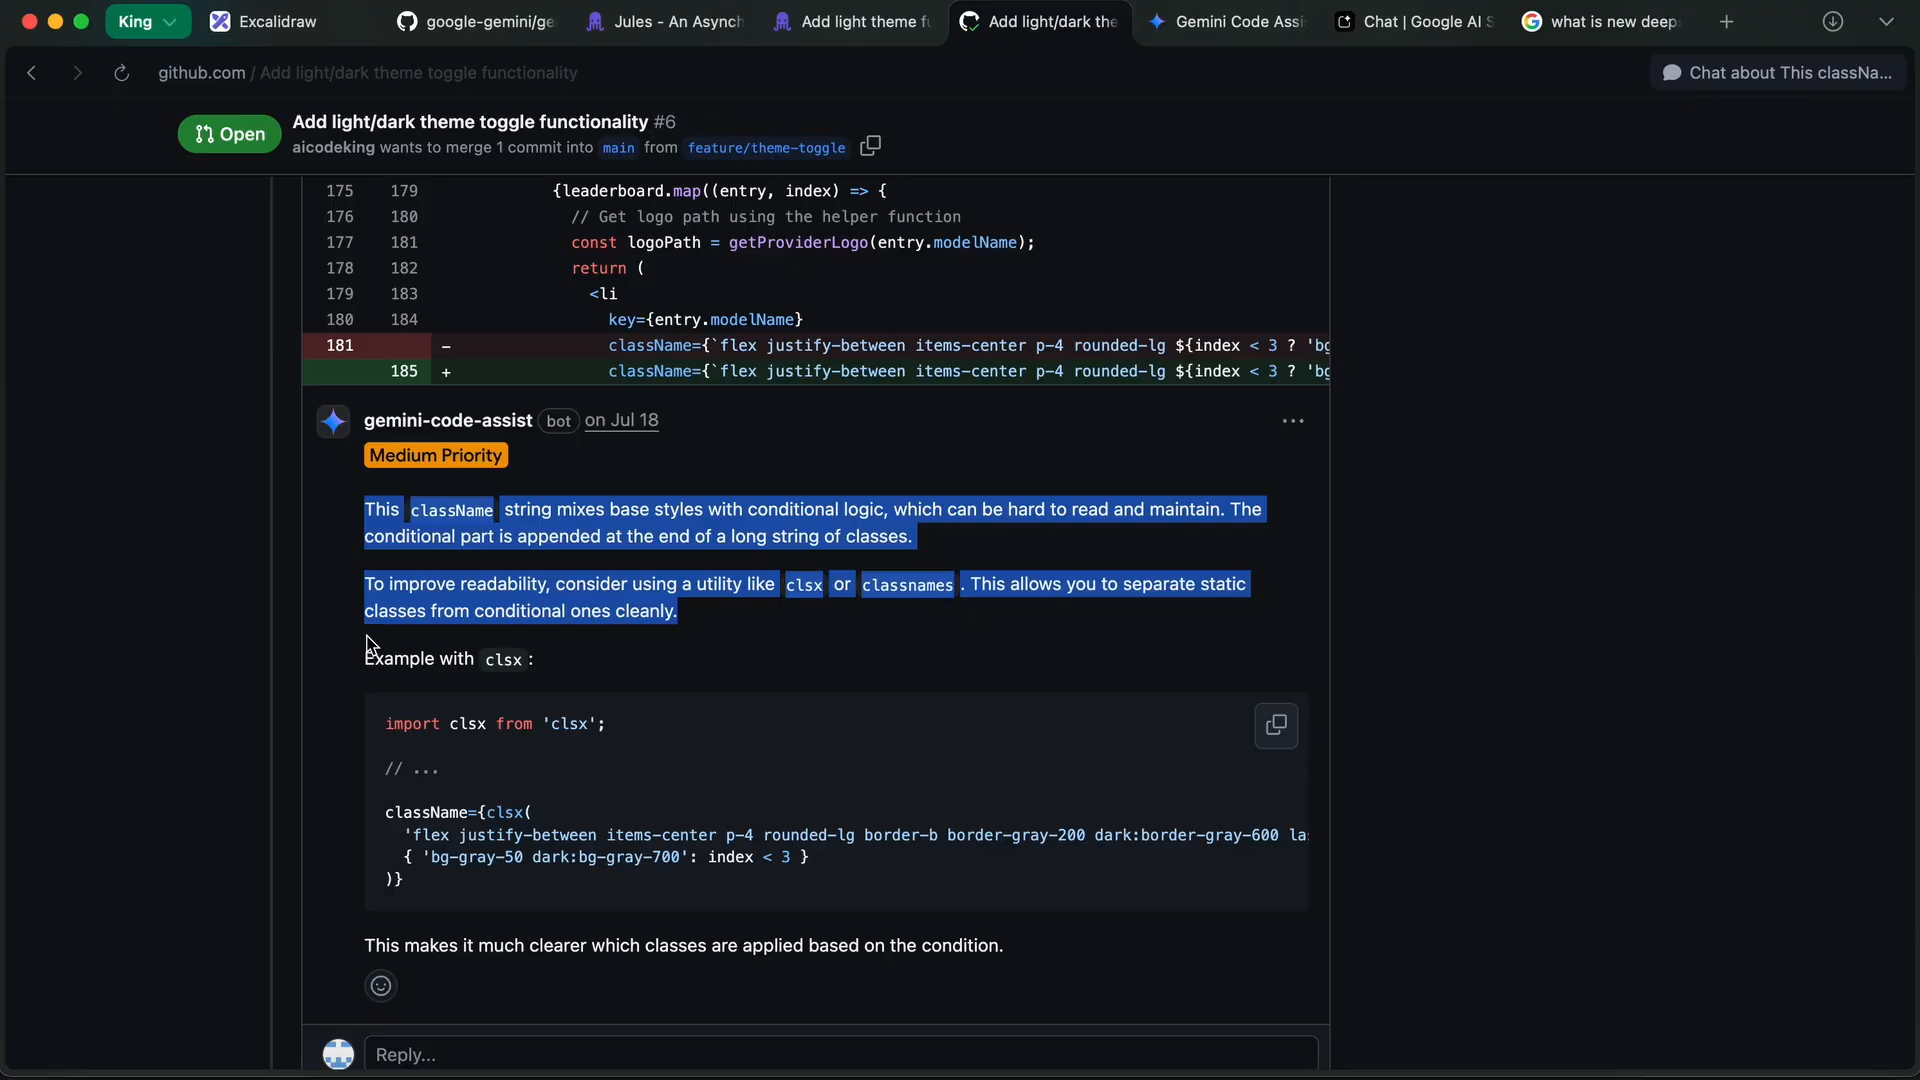 King
Excalidraw
google-gemini/ge
Jules - An Asynch
Add light theme fu
Add light/dark the
Gemini Code Assi
Chat | Google AI S
what is new deep
github.com / Add light/dark theme toggle functionality
Chat about This classNa...
Open
Add light/dark theme toggle functionality #6
aicodeking wants to merge 1 commit into main from feature/theme-toggle
175 179 {leaderboard.map((entry, index) => {
176 180 // Get logo path using the helper function
177 181 const logoPath = getProviderLogo(entry.modelName);
178 182 return (
179 183 <li
180 184 key={entry.modelName}
181 - className={`flex justify-between items-center p-4 rounded-lg ${index < 3 ? 'bg
185 + className={`flex justify-between items-center p-4 rounded-lg ${index < 3 ? 'bg
gemini-code-assist bot on Jul 18
Medium Priority
This className string mixes base styles with conditional logic, which can be hard to read and maintain. The
conditional part is appended at the end of a long string of classes.
To improve readability, consider using a utility like clsx or classnames . This allows you to separate static
classes from conditional ones cleanly.
Example with clsx :
import clsx from 'clsx';
// ...
className={clsx(
'flex justify-between items-center p-4 rounded-lg border-b border-gray-200 dark:border-gray-600 la
{ 'bg-gray-50 dark:bg-gray-700': index < 3 }
)}
This makes it much clearer which classes are applied based on the condition.
Reply...